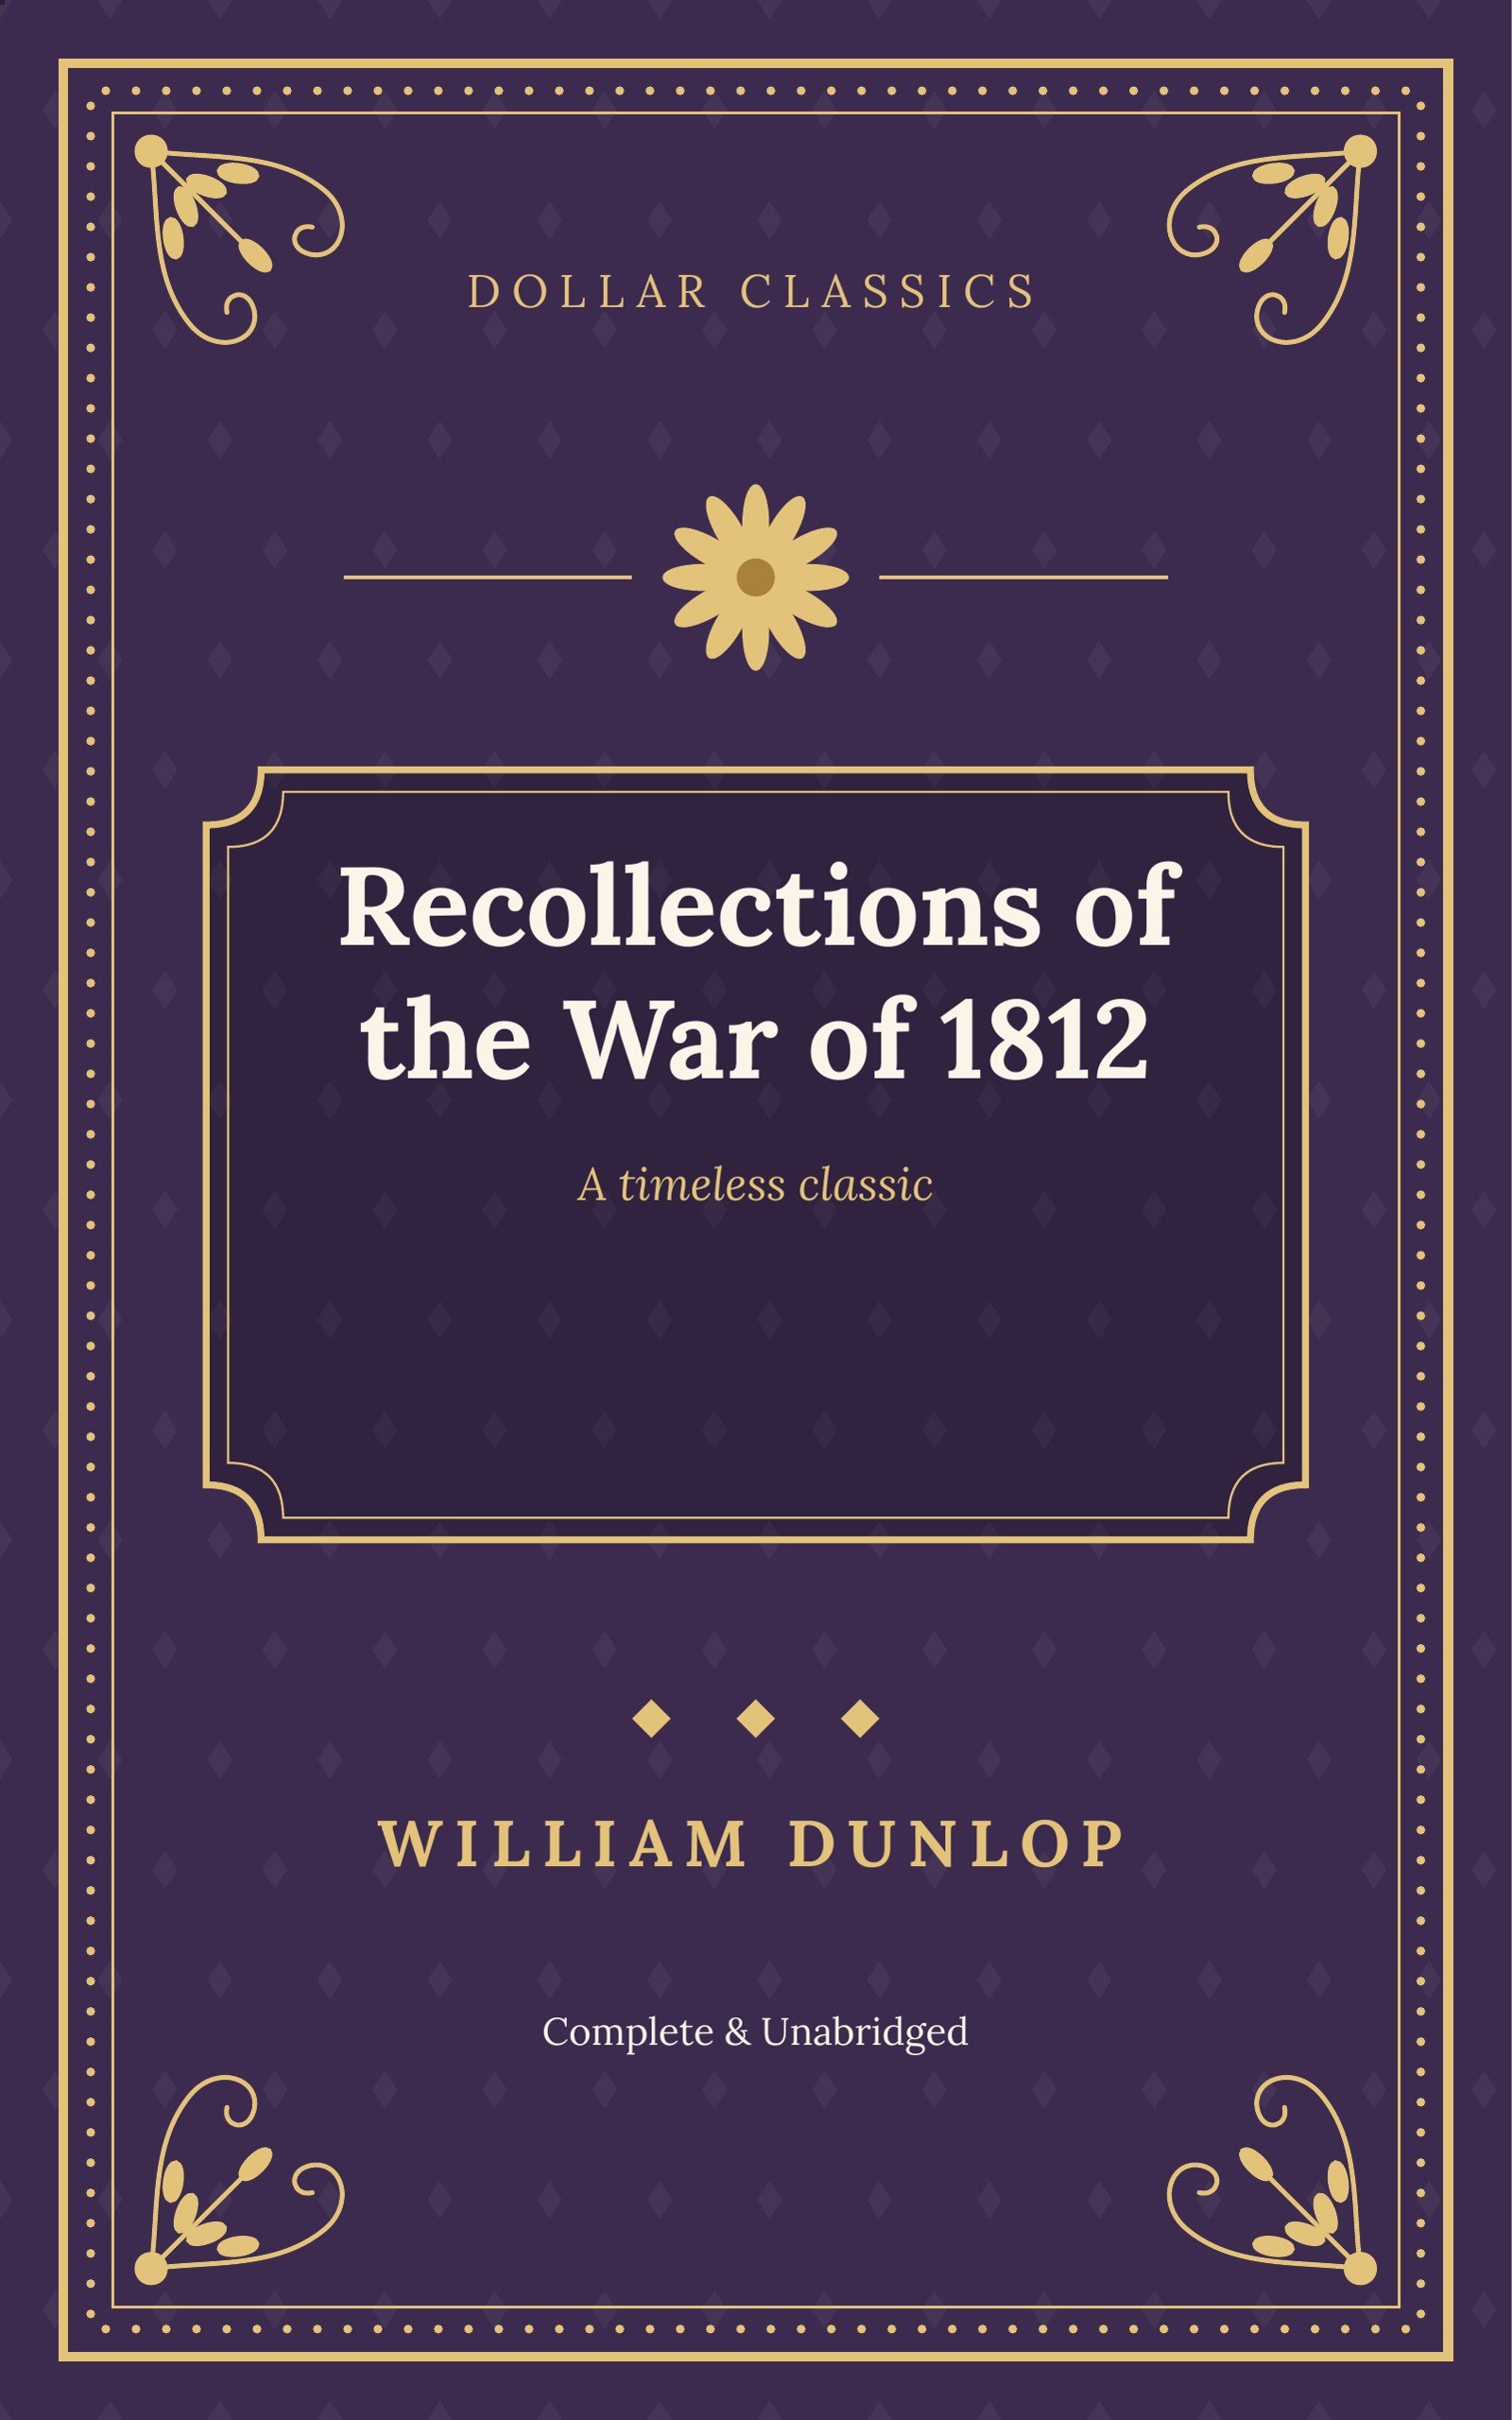 DOLLAR CLASSICS
Recollections of
the War of 1812
A timeless classic
WILLIAM DUNLOP
Complete & Unabridged